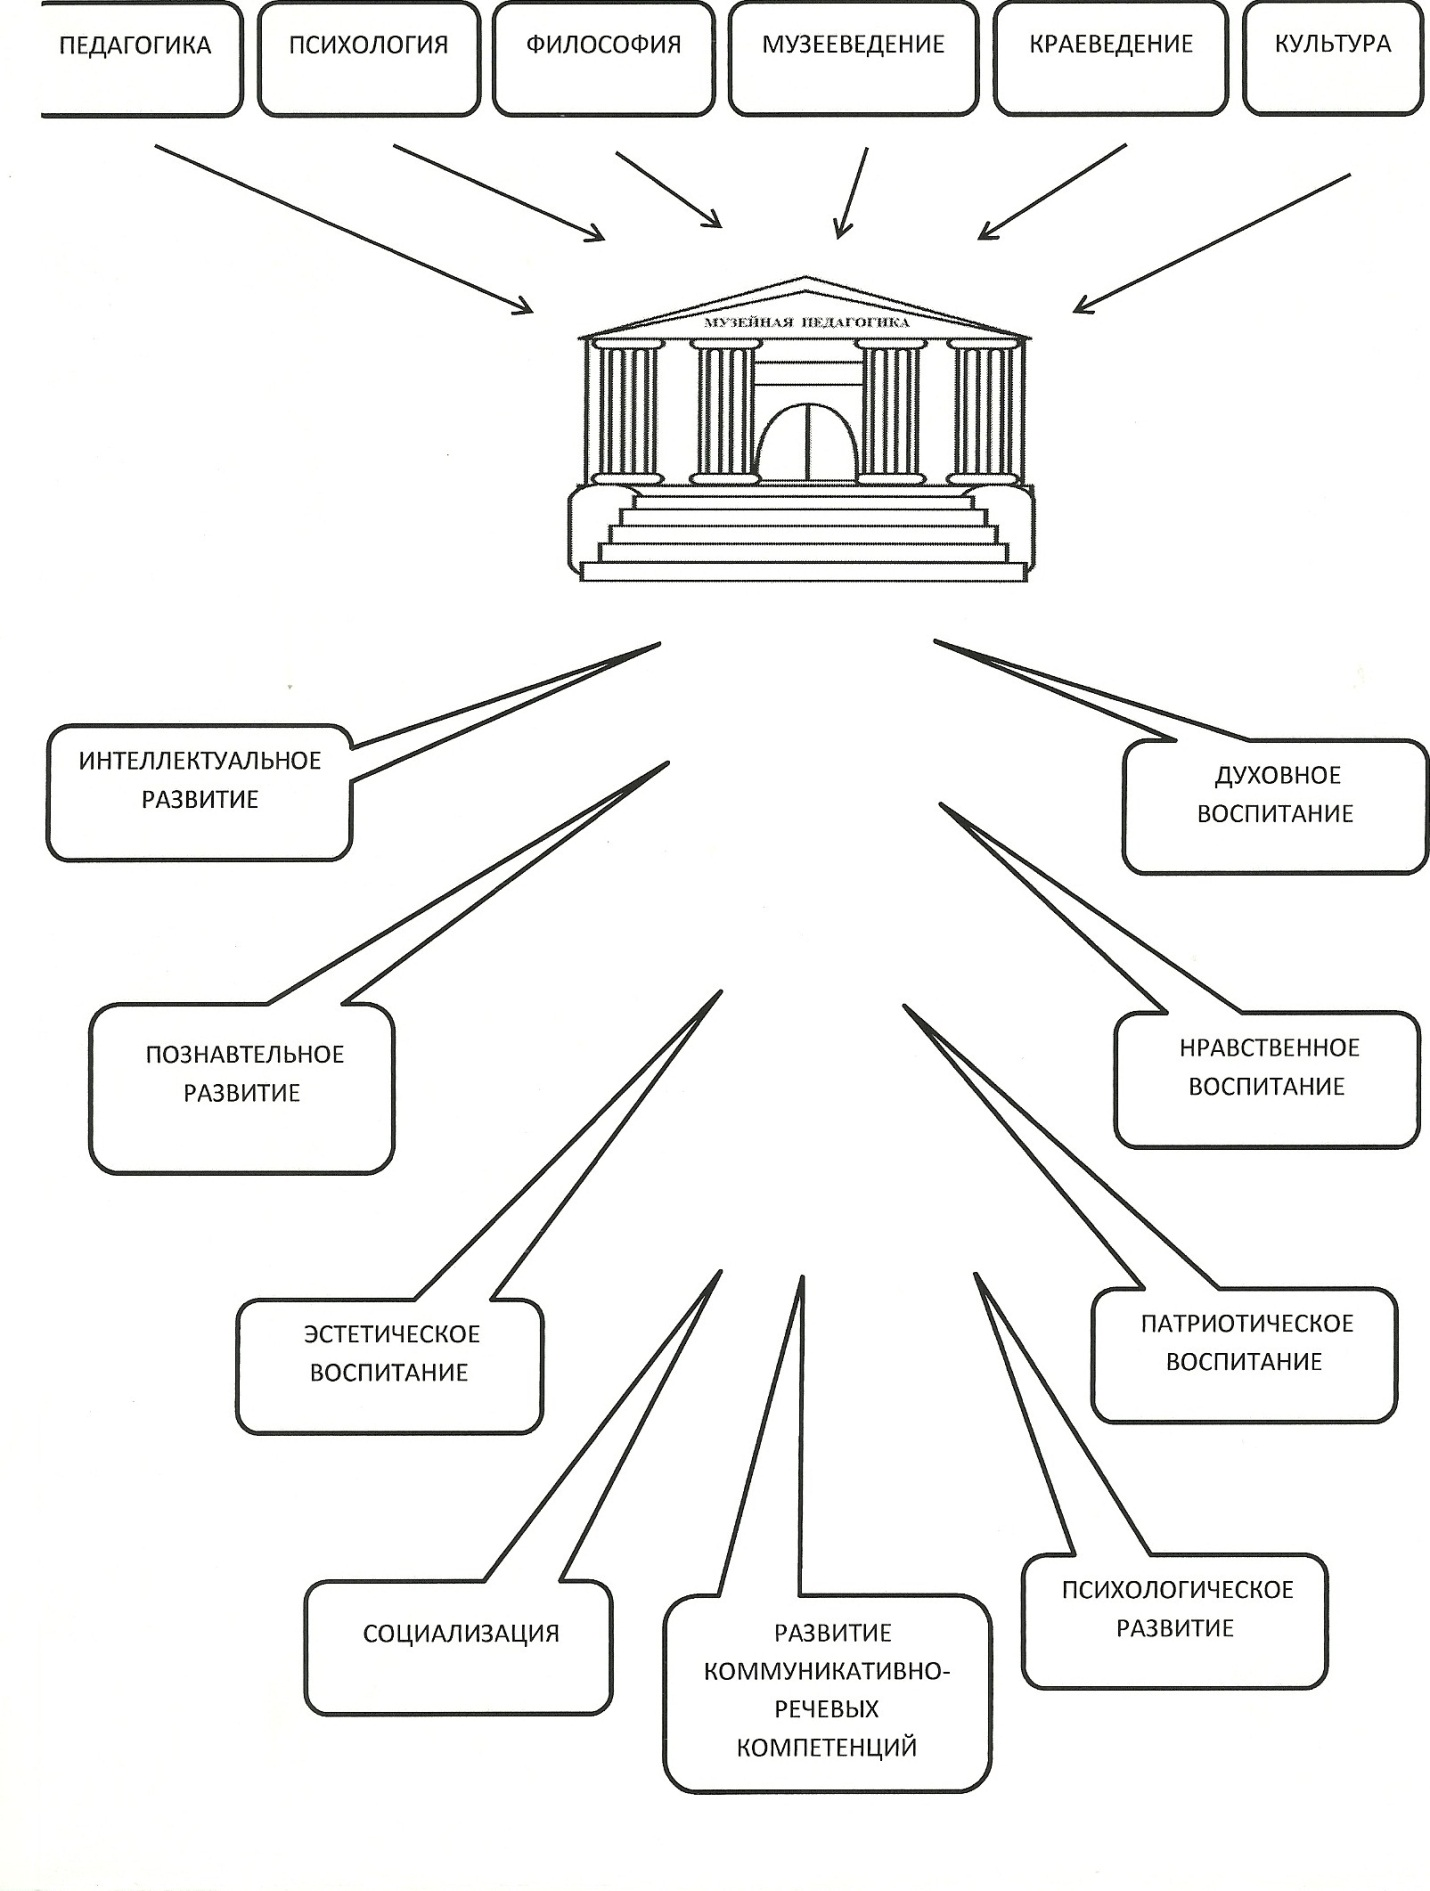 ПЕДАГОГИКА
ПСИХОЛОГИЯ
ФИЛОСОФИЯ
МУЗЕЕВЕДЕНИЕ
КРАЕВЕДЕНИЕ
КУЛЬТУРА
МУЗЕЙНАЯ ПЕДАГОГИКА
ИНТЕЛЛЕКТУАЛЬНОЕ
РАЗВИТИЕ
ДУХОВНОЕ
ВОСПИТАНИЕ
ПОЗНАВТЕЛЬНОЕ
РАЗВИТИЕ
НРАВСТВЕННОЕ
ВОСПИТАНИЕ
ЭСТЕТИЧЕСКОЕ
ВОСПИТАНИЕ
ПАТРИОТИЧЕСКОЕ
ВОСПИТАНИЕ
СОЦИАЛИЗАЦИЯ
РАЗВИТИЕ
КОММУНИКАТИВНО-
РЕЧЕВЫХ
КОМПЕТЕНЦИЙ
ПСИХОЛОГИЧЕСКОЕ
РАЗВИТИЕ